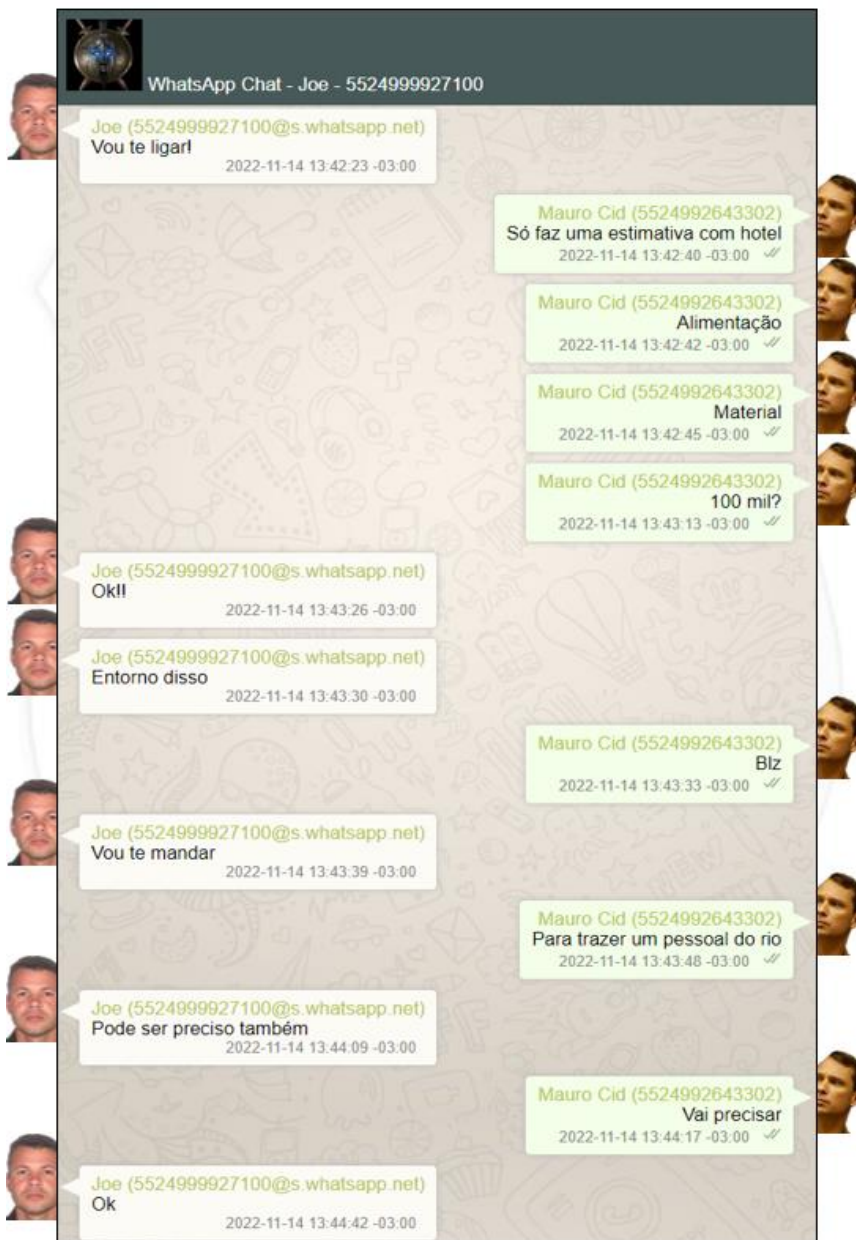 WhatsApp Chat - Joe - 5524999927100
Joe (5524999927100@s.whatsapp.net)
Vou te ligar!
2022-11-14 13:42:23 -03:00
Mauro Cid (5524992643302)
Só faz uma estimativa com hotel
2022-11-14 13:42:40 -03:00
Mauro Cid (5524992643302)
Alimentação
2022-11-14 13:42:42 -03:00
Mauro Cid (5524992643302)
Material
2022-11-14 13:42:45 -03:00
Mauro Cid (5524992643302)
100 mil?
2022-11-14 13:43:13 -03:00
Joe (5524999927100@s.whatsapp.net)
Ok!!
2022-11-14 13:43:26 -03:00
Joe (5524999927100@s.whatsapp.net)
Entorno disso
2022-11-14 13:43:30 -03:00
Mauro Cid (5524992643302)
Blz
2022-11-14 13:43:33 -03:00
Joe (5524999927100@s.whatsapp.net)
Vou te mandar
2022-11-14 13:43:39 -03:00
Mauro Cid (5524992643302)
Para trazer um pessoal do rio
2022-11-14 13:43:48 -03:00
Joe (5524999927100@s.whatsapp.net)
Pode ser preciso também
2022-11-14 13:44:09 -03:00
Mauro Cid (5524992643302)
Vai precisar
2022-11-14 13:44:17 -03:00
Joe (5524999927100@s.whatsapp.net)
Ok
2022-11-14 13:44:42 -03:00